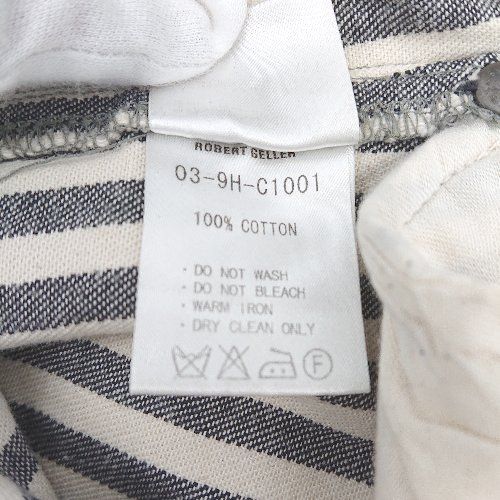 ROBERT GELLER
03-9H-C1001
100% COTTON
· DO NOT WASH
· DO NOT BLEACH
· WARM IRON
· DRY CLEAN ONLY
F